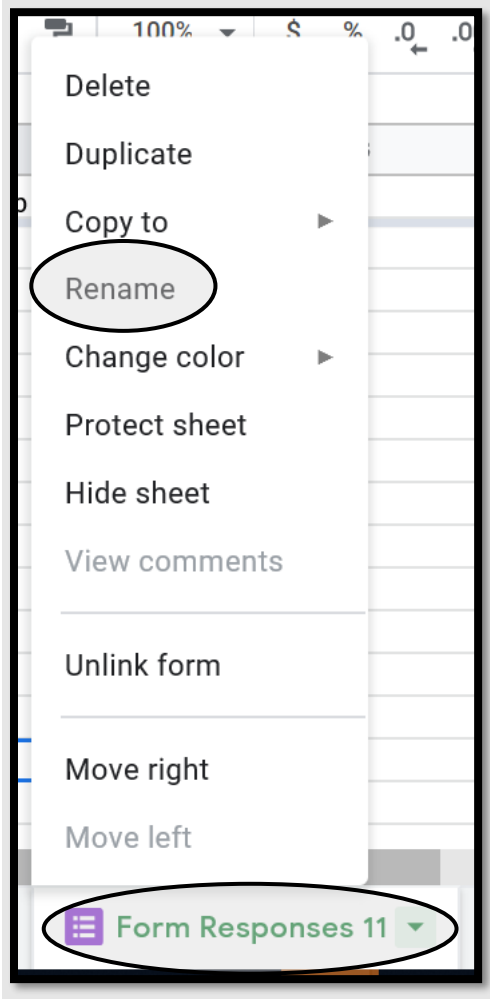 100% $ % .0 .0
Delete
Duplicate
Copy to
Rename
Change color
Protect sheet
Hide sheet
View comments
Unlink form
Move right
Move left
Form Responses 11